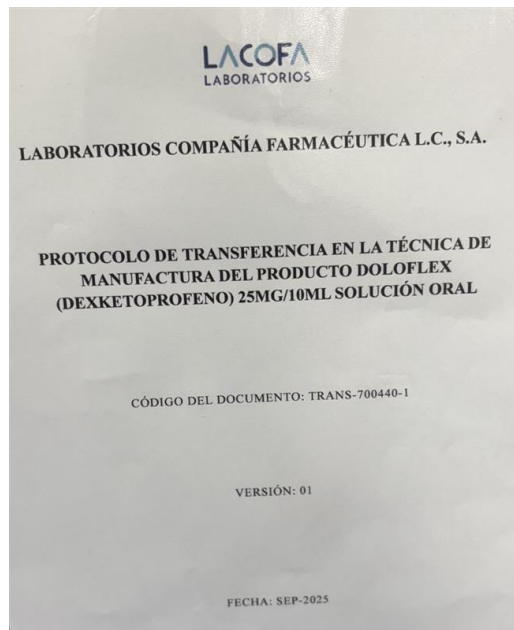 LACOFA
LABORATORIOS
LABORATORIOS COMPAÑÍA FARMACÉUTICA L.C., S.A.
PROTOCOLO DE TRANSFERENCIA EN LA TÉCNICA DE
MANUFACTURA DEL PRODUCTO DOLOFLEX
(DEXKETOPROFENO) 25MG/10ML SOLUCIÓN ORAL
CÓDIGO DEL DOCUMENTO: TRANS-700440-1
VERSIÓN: 01
FECHA: SEP-2025